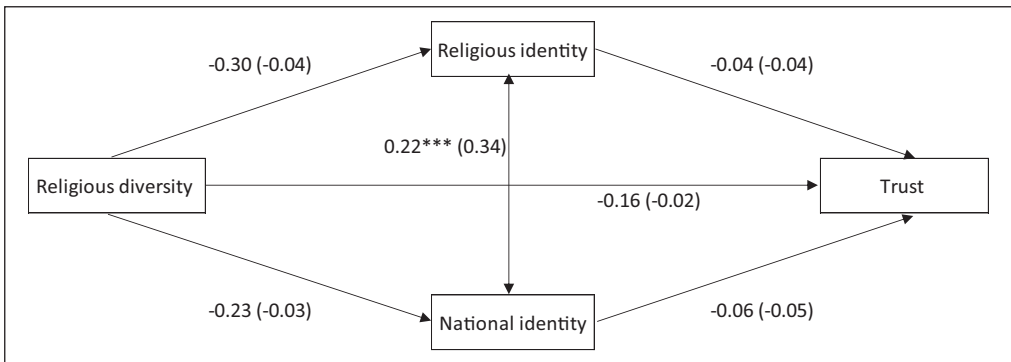 Religious identity
-0.30 (-0.04)
-0.04 (-0.04)
0.22*** (0.34)
Religious diversity
Trust
-0.16 (-0.02)
-0.23 (-0.03)
-0.06 (-0.05)
National identity